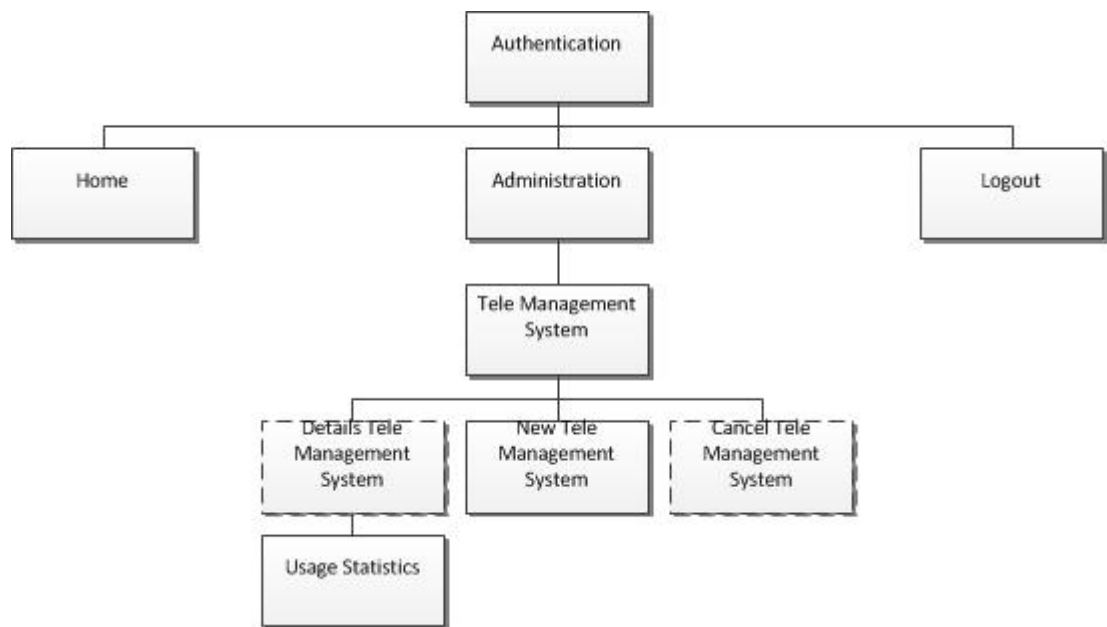 Authentication
Home
Administration
Logout
Tele Management
System
Details Tele
Management
System
New Tele
Management
System
Cancel Tele
Management
System
Usage Statistics